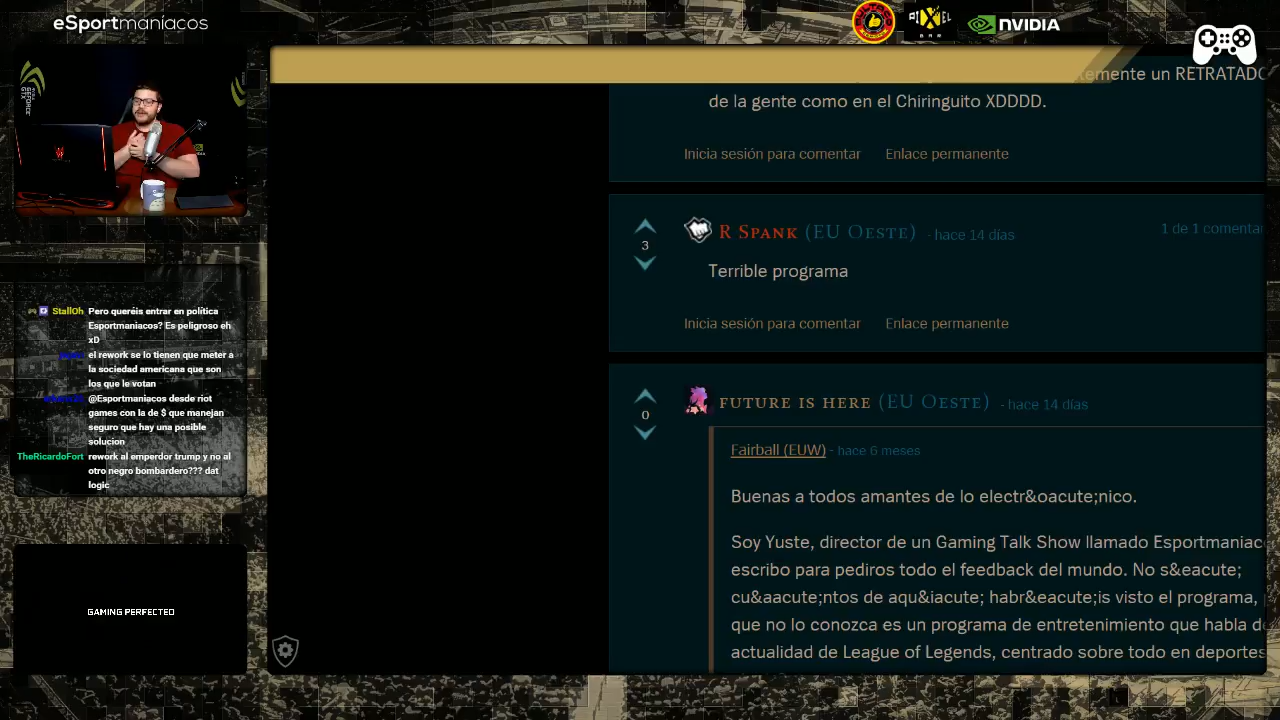 eSportmaníacos
PIXEL
BAR
NVIDIA
temente un RETRATADO
de la gente como en el Chiringuito XDDDD.
Inicia sesión para comentar Enlace permanente
3
R Spank (EU Oeste) - hace 14 días
1 de 1 comentar
Terrible programa
Inicia sesión para comentar Enlace permanente
0
FUTURE IS HERE (EU Oeste) - hace 14 días
Fairball (EUW) - hace 6 meses
Buenas a todos amantes de lo electr&oacute;nico.
Soy Yuste, director de un Gaming Talk Show llamado Esportmaniac
escribo para pediros todo el feedback del mundo. No s&eacute;
cu&aacute;ntos de aqu&iacute; habr&eacute;is visto el programa,
que no lo conozca es un programa de entretenimiento que habla de
actualidad de League of Legends, centrado sobre todo en deportes
StallOh Pero queréis entrar en política
Esportmaniacos? Es peligroso eh
xD
el rework se lo tienen que meter a
la sociedad americana que son
los que le votan
@Esportmaniacos desde riot
games con la de $ que manejan
seguro que hay una posible
solucion
TheRicardoFort rework al emperdor trump y no al
otro negro bombardero??? dat
logic
GAMING PERFECTED